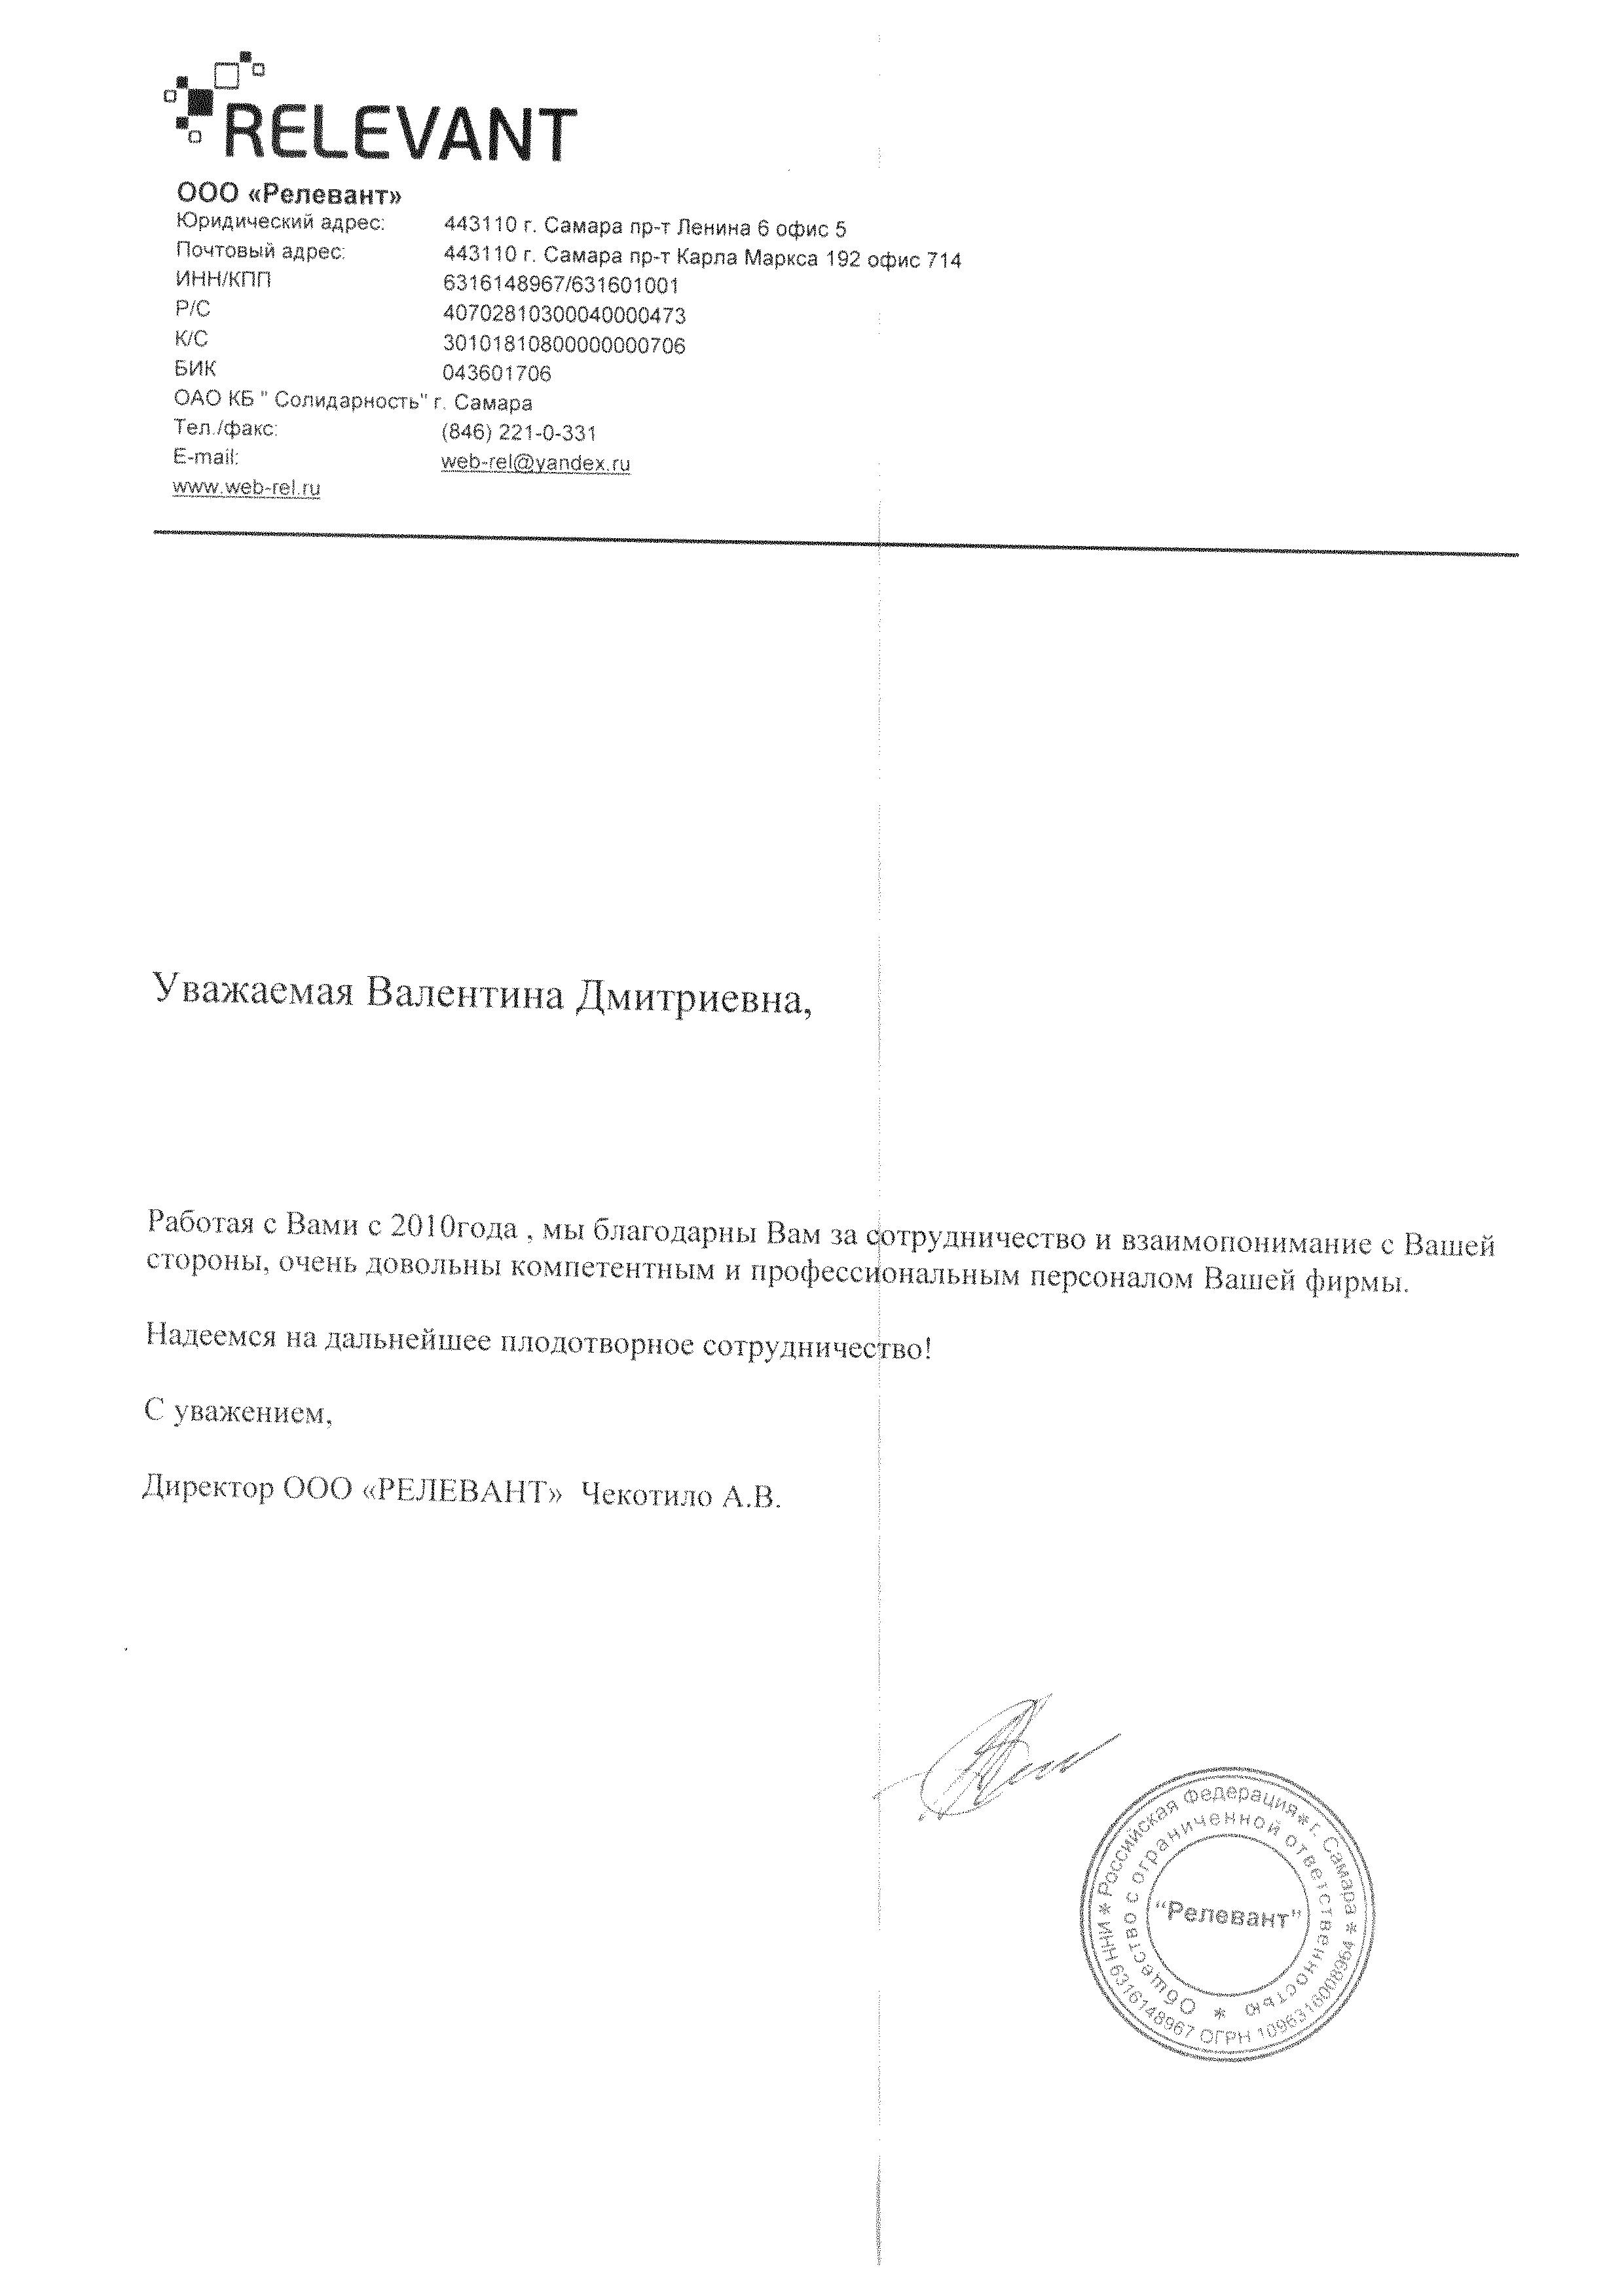 RELEVANT
ООО «Релевант»
Юридический адрес: 443110 г. Самара пр-т Ленина 6 офис 5
Почтовый адрес: 443110 г. Самара пр-т Карла Маркса 192 офис 714
ИНН/КПП 6316148967/631601001
Р/С 40702810300040000473
К/С 30101810800000000706
БИК 043601706
ОАО КБ " Солидарность" г. Самара
Тел./факс: (846) 221-0-331
E-mail: web-rel@yandex.ru
www.web-rel.ru
Уважаемая Валентина Дмитриевна,
Работая с Вами с 2010года , мы благодарны Вам за сотрудничество и взаимопонимание с Вашей
стороны, очень довольны компетентным и профессиональным персоналом Вашей фирмы.
Надеемся на дальнейшее плодотворное сотрудничество!
С уважением,
Директор ООО «РЕЛЕВАНТ» Чекотило А.В.
* Российская Федерация * г. Самара *
ИНН 6316148967 ОГРН 1096316008964
Общество с ограниченной ответственностью *
"Релевант"